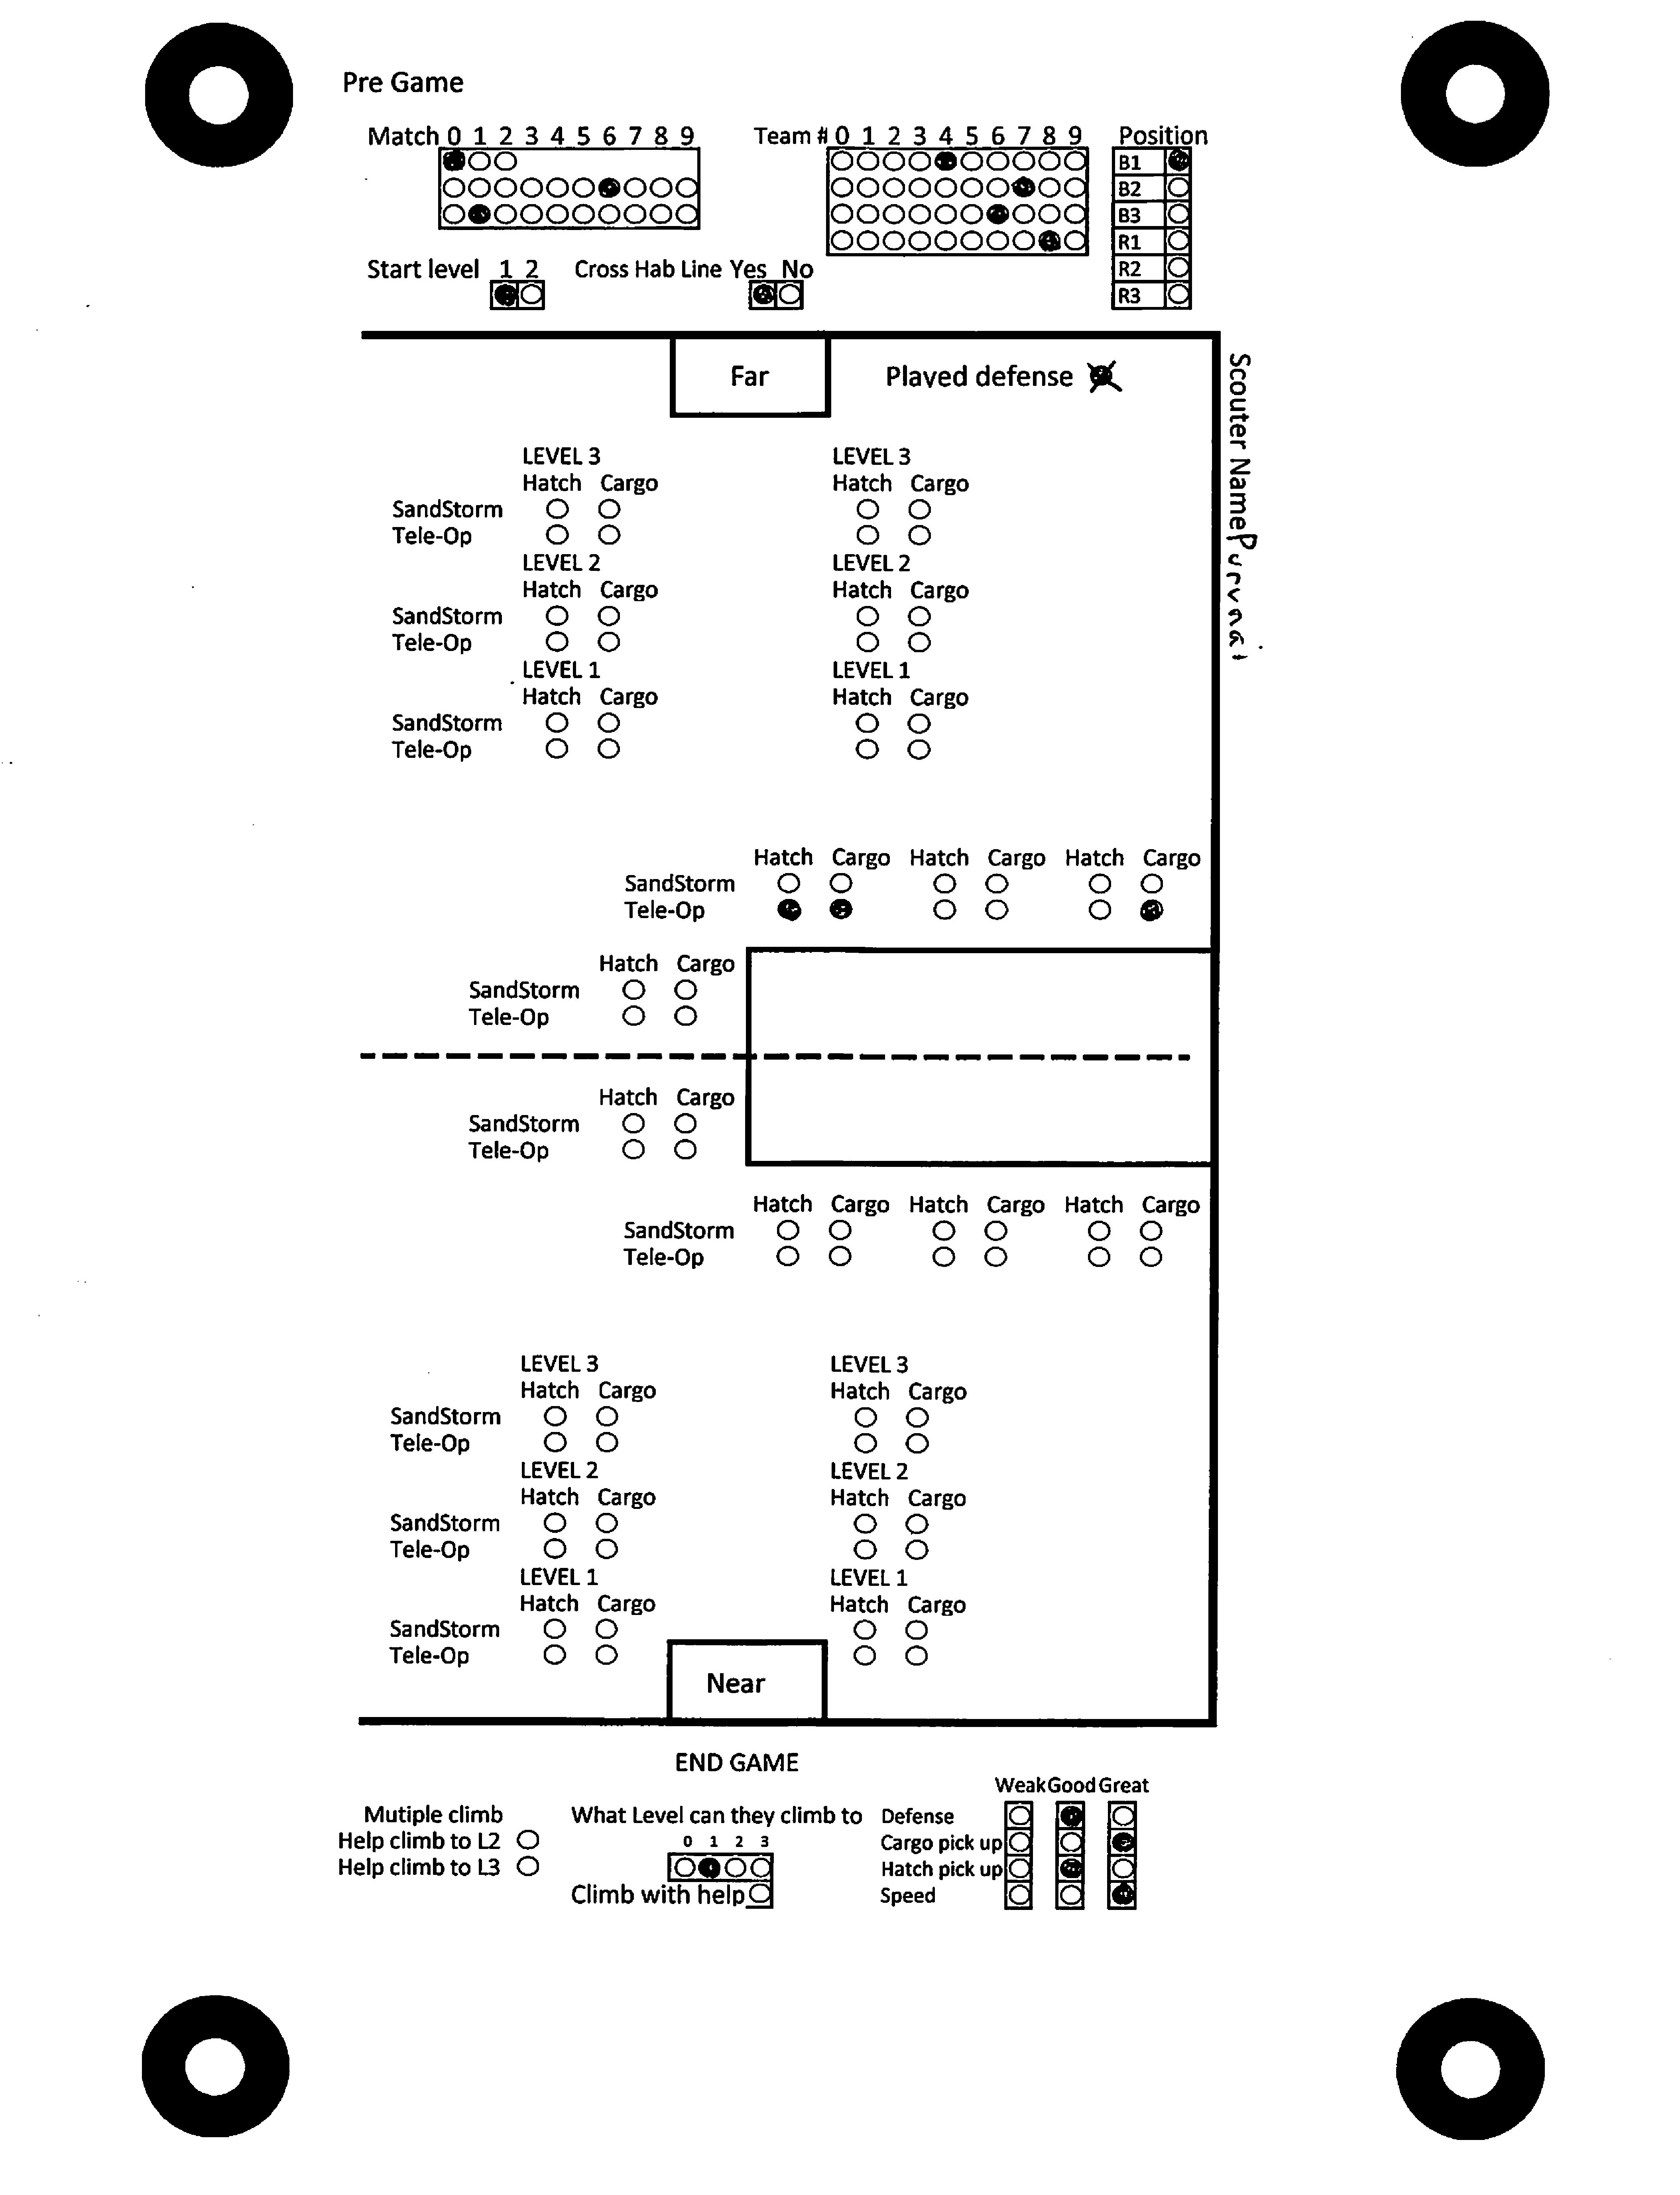 Pre Game
Match 0 1 2 3 4 5 6 7 8 9
Team # 0 1 2 3 4 5 6 7 8 9
Position
B1
B2
B3
R1
R2
R3
Start level 1 2
Cross Hab Line Yes No
Far
Played defense
Scouter Name
LEVEL 3 LEVEL 3
Hatch Cargo Hatch Cargo
SandStorm
Tele-Op
LEVEL 2 LEVEL 2
Hatch Cargo Hatch Cargo
SandStorm
Tele-Op
LEVEL 1 LEVEL 1
Hatch Cargo Hatch Cargo
SandStorm
Tele-Op
Hatch Cargo Hatch Cargo Hatch Cargo
SandStorm
Tele-Op
Hatch Cargo
SandStorm
Tele-Op
Hatch Cargo
SandStorm
Tele-Op
Hatch Cargo Hatch Cargo Hatch Cargo
SandStorm
Tele-Op
LEVEL 3 LEVEL 3
Hatch Cargo Hatch Cargo
SandStorm
Tele-Op
LEVEL 2 LEVEL 2
Hatch Cargo Hatch Cargo
SandStorm
Tele-Op
LEVEL 1 LEVEL 1
Hatch Cargo Hatch Cargo
SandStorm
Tele-Op
Near
END GAME
Mutiple climb
Help climb to L2
Help climb to L3
What Level can they climb to
0 1 2 3
Climb with help
Weak Good Great
Defense
Cargo pick up
Hatch pick up
Speed